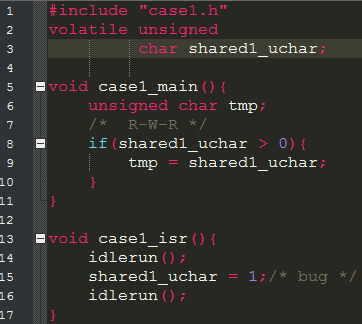 1 #include "case1.h"
2 volatile unsigned
3 char shared1_uchar;
4
5 void case1_main(){
6 unsigned char tmp;
7 /* R-W-R */
8 if(shared1_uchar > 0){
9 tmp = shared1_uchar;
10 }
11 }
12
13 void case1_isr(){
14 idlerun();
15 shared1_uchar = 1;/* bug */
16 idlerun();
17 }